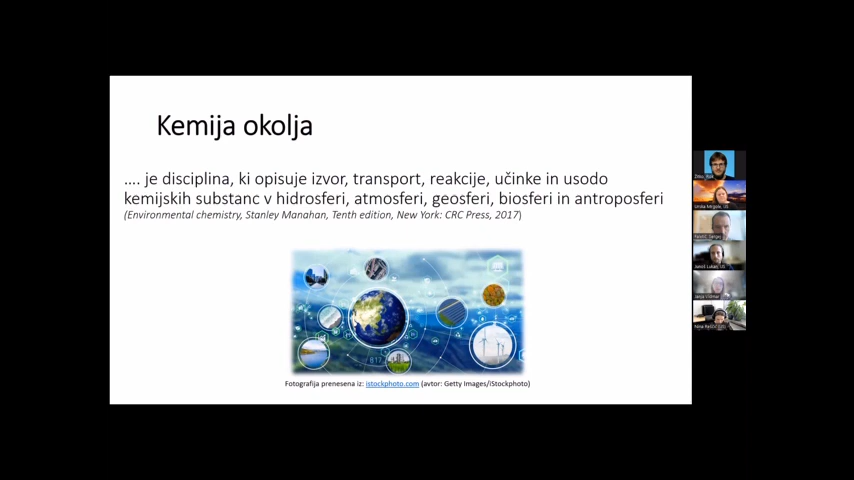 Kemija okolja
.... je disciplina, ki opisuje izvor, transport, reakcije, učinke in usodo
kemijskih substanc v hidrosferi, atmosferi, geosferi, biosferi in antroposferi
(Environmental chemistry, Stanley Manahan, Tenth edition, New York: CRC Press, 2017)
817
Fotografija prenesena iz: istockphoto.com (avtor: Getty Images/iStockphoto)